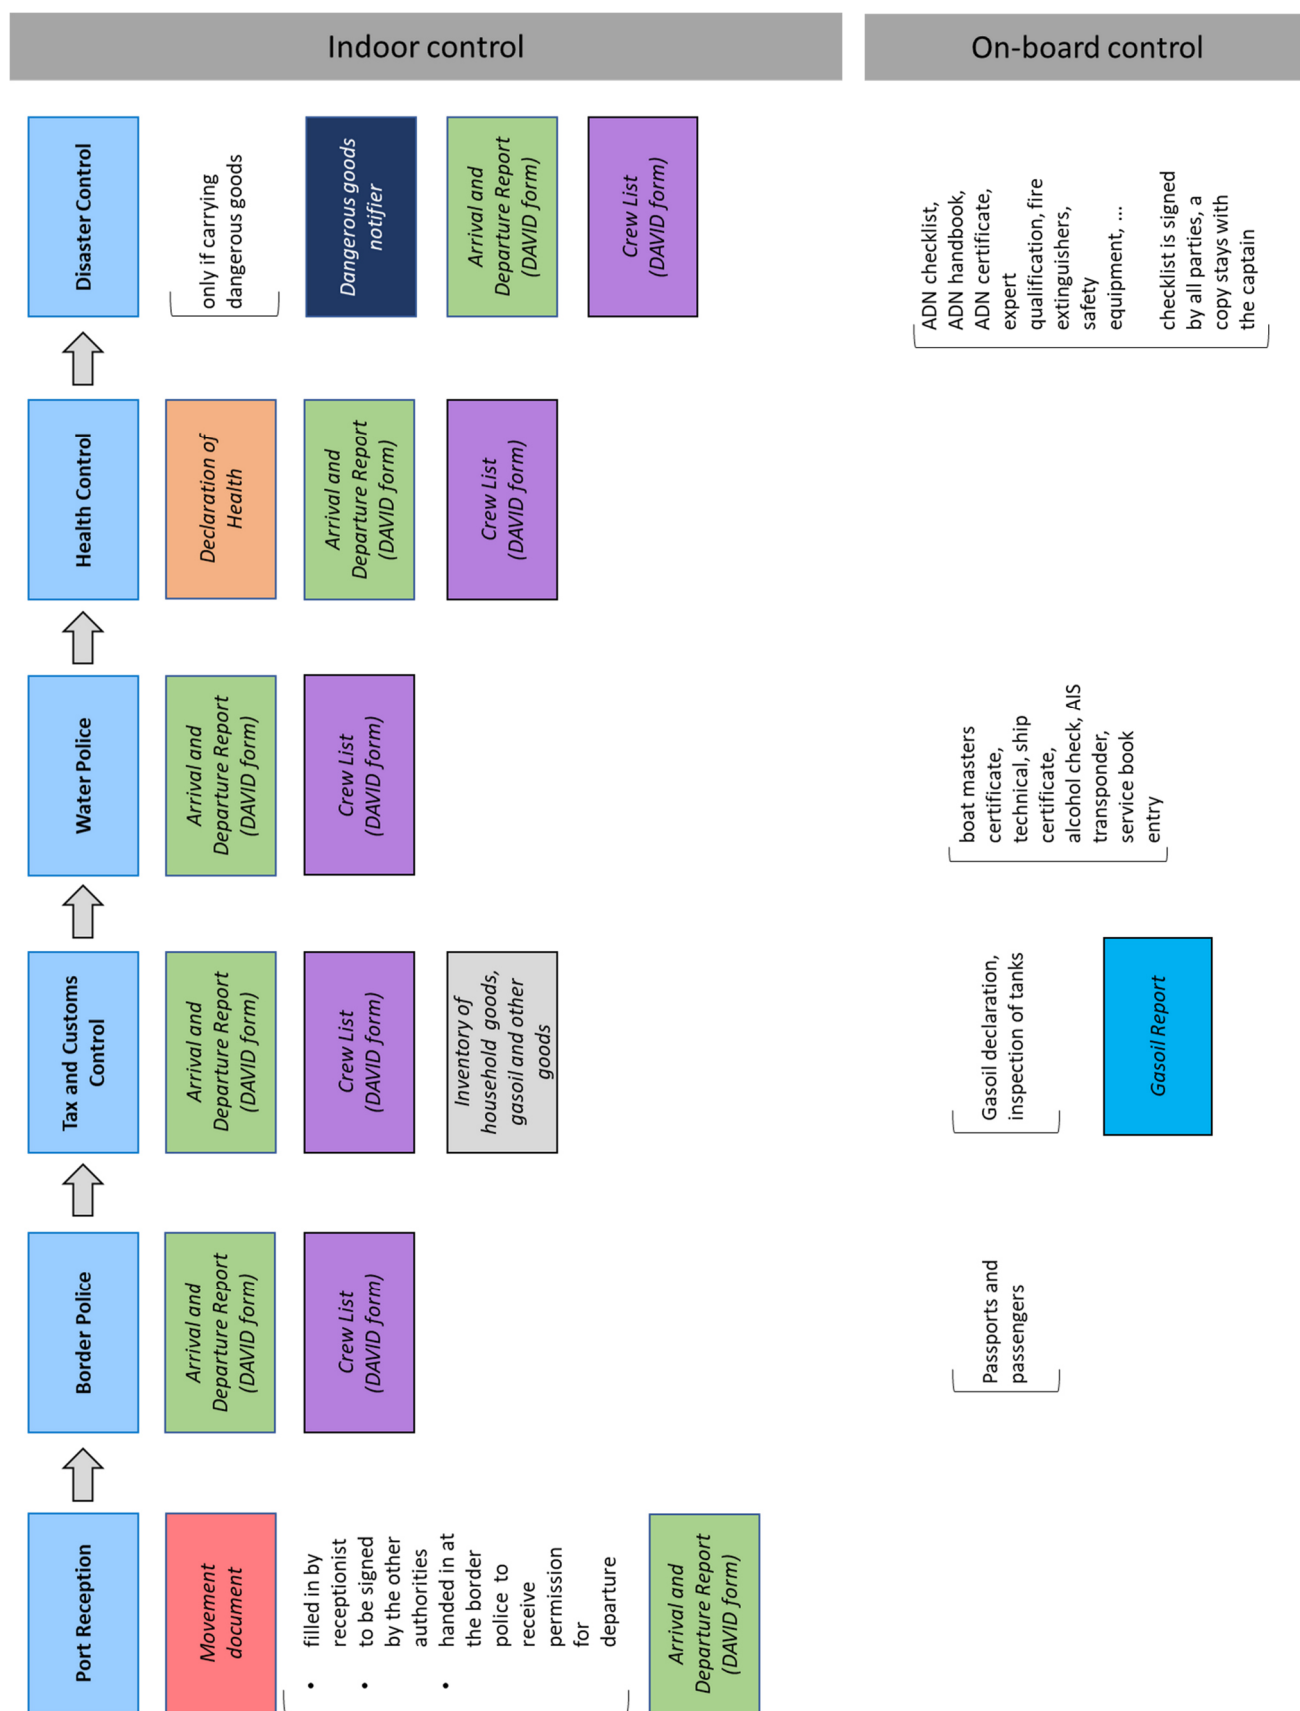 Indoor control
On-board control
Port Reception
Movement
document
• filled in by
receptionist
• to be signed
by the other
authorities
• handed in at
the border
police to
receive
permission
for
departure
Arrival and
Departure Report
(DAVID form)
Border Police
Arrival and
Departure Report
(DAVID form)
Crew List
(DAVID form)
Passports and
passengers
Tax and Customs
Control
Arrival and
Departure Report
(DAVID form)
Crew List
(DAVID form)
Inventory of
household goods,
gasoil and other
goods
Gasoil declaration,
inspection of tanks
Gasoil Report
Water Police
Arrival and
Departure Report
(DAVID form)
Crew List
(DAVID form)
boat masters
certificate,
technical, ship
certificate,
alcohol check, AIS
transponder,
service book
entry
Health Control
Declaration of
Health
Arrival and
Departure Report
(DAVID form)
Crew List
(DAVID form)
Disaster Control
only if carrying
dangerous goods
Dangerous goods
notifier
Arrival and
Departure Report
(DAVID form)
Crew List
(DAVID form)
ADN checklist,
ADN handbook,
ADN certificate,
expert
qualification, fire
extinguishers,
safety
equipment, ...
checklist is signed
by all parties, a
copy stays with
the captain